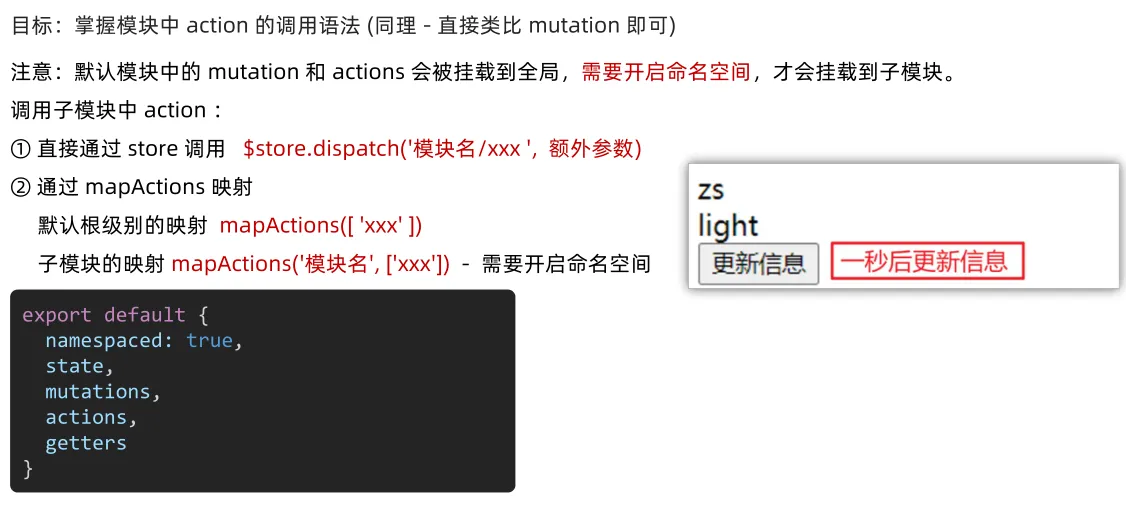 目标：掌握模块中 action 的调用语法 (同理 - 直接类比 mutation 即可)
注意：默认模块中的 mutation 和 actions 会被挂载到全局，需要开启命名空间，才会挂载到子模块。
调用子模块中 action ：
① 直接通过 store 调用 $store.dispatch('模块名/xxx ', 额外参数)
② 通过 mapActions 映射
默认根级别的映射 mapActions([ 'xxx' ])
子模块的映射 mapActions('模块名', ['xxx']) - 需要开启命名空间
zs
light
更新信息 一秒后更新信息
export default {
  namespaced: true,
  state,
  mutations,
  actions,
  getters
}